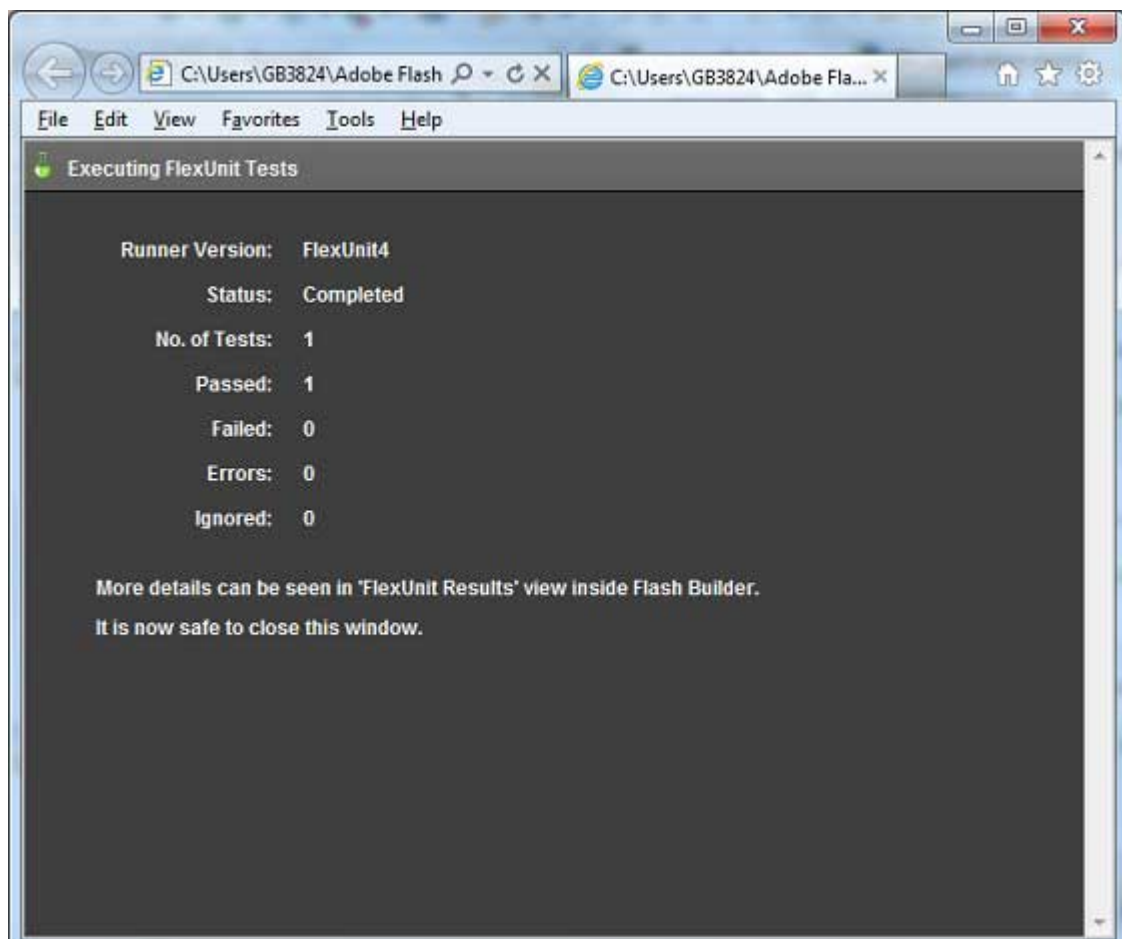 C:\Users\GB3824\Adobe Flash
C:\Users\GB3824\Adobe Fla...
File Edit View Favorites Tools Help
Executing FlexUnit Tests
Runner Version: FlexUnit4
Status: Completed
No. of Tests: 1
Passed: 1
Failed: 0
Errors: 0
Ignored: 0
More details can be seen in 'FlexUnit Results' view inside Flash Builder.
It is now safe to close this window.